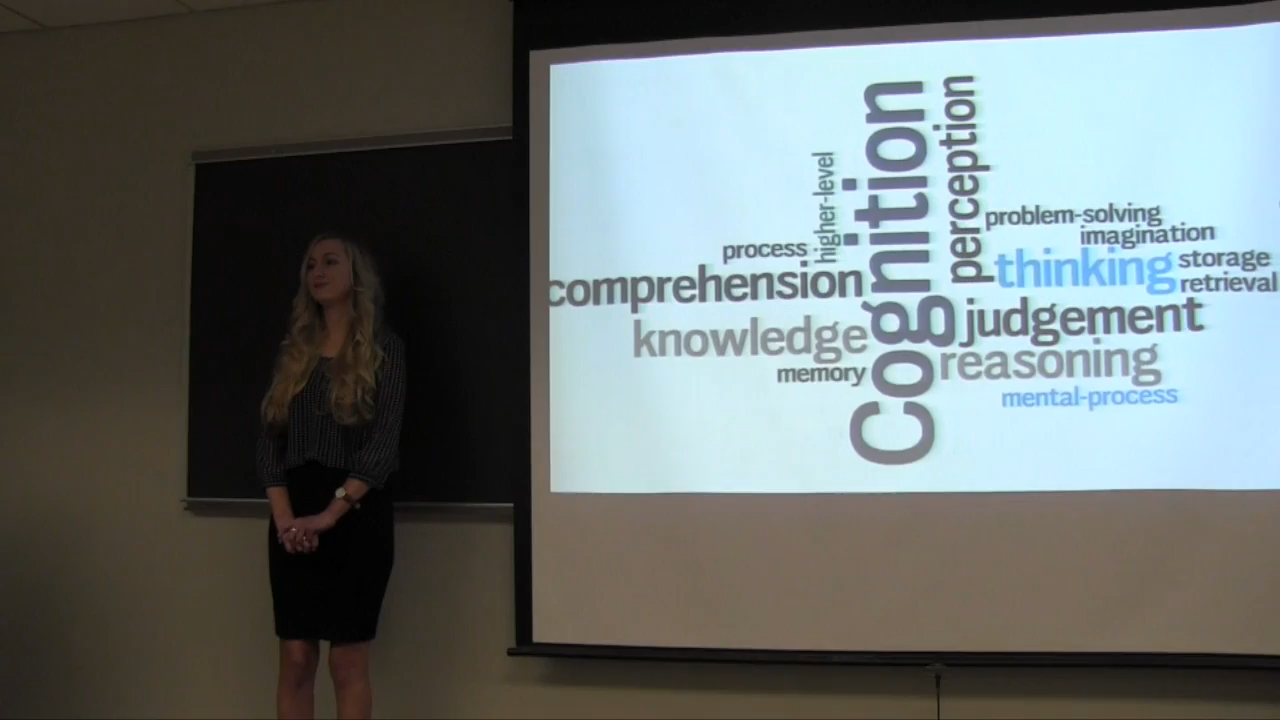 Cognition
perception
higher-level
process
comprehension
knowledge
memory
problem-solving
imagination
thinking
storage
retrieval
judgement
reasoning
mental-process